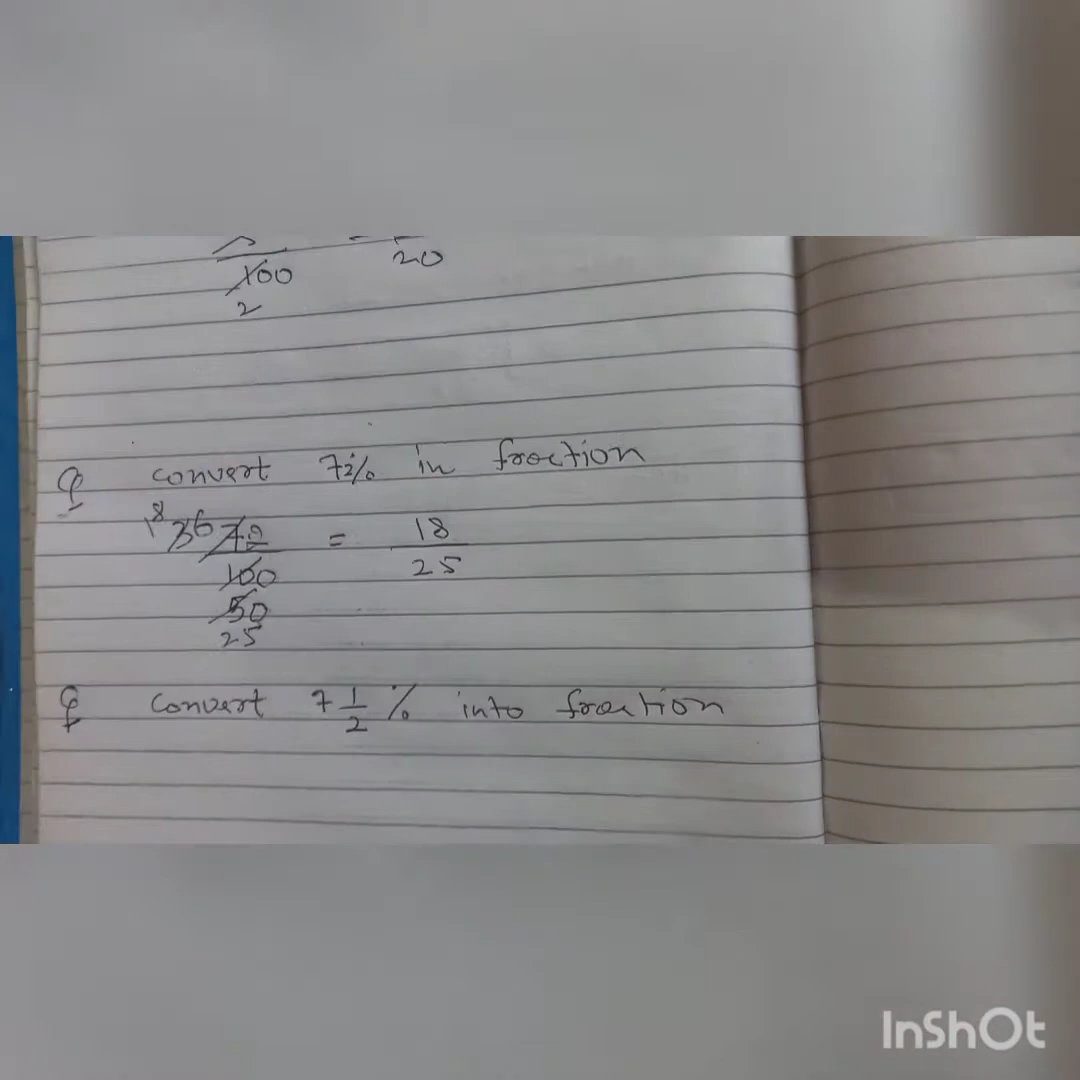 100 20
2
Q convert 72% in fraction
18 36 72 = 18
100 25
50
25
Q Convert 7 1/2 % into fraction
InShOt